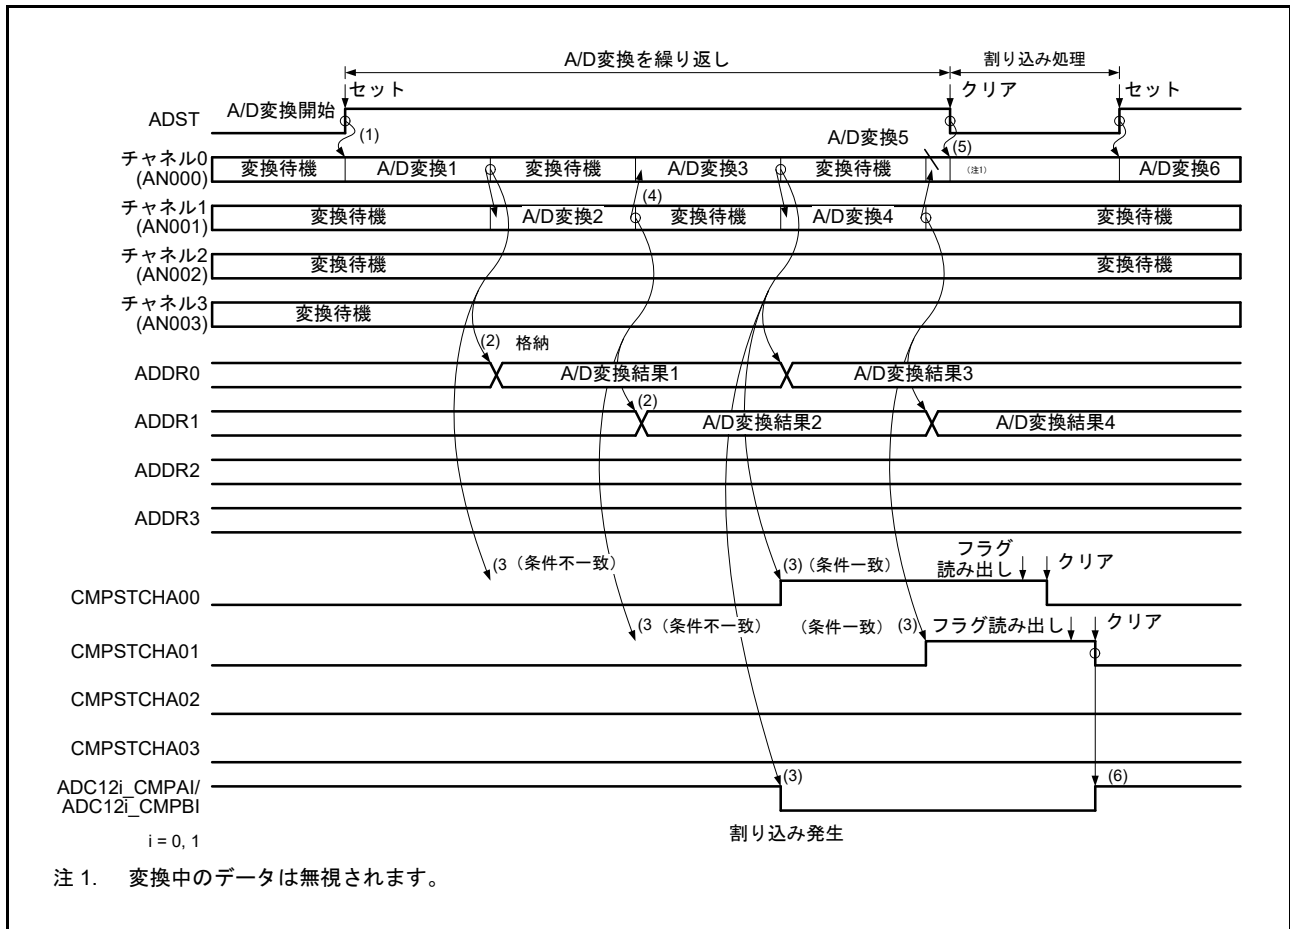 A/D変換を繰り返し 割り込み処理
セット クリア セット
ADST A/D変換開始
(1) A/D変換5 (5)
チャネル0
(AN000)
変換待機 A/D変換1 変換待機 A/D変換3 変換待機 (注1) A/D変換6
(4)
チャネル1
(AN001)
変換待機 A/D変換2 変換待機 A/D変換4 変換待機
チャネル2
(AN002)
変換待機 変換待機
チャネル3
(AN003)
変換待機
(2) 格納
ADDR0 A/D変換結果1 A/D変換結果3
(2)
ADDR1 A/D変換結果2 A/D変換結果4
ADDR2
ADDR3
(3（条件不一致） (3)（条件一致） フラグ
読み出し クリア
CMPSTCHA00
(3（条件不一致） （条件一致）(3) フラグ読み出し クリア
CMPSTCHA01
CMPSTCHA02
CMPSTCHA03
ADC12i_CMPAI/
ADC12i_CMPBI
(3) (6)
割り込み発生
i = 0, 1
注 1. 変換中のデータは無視されます。